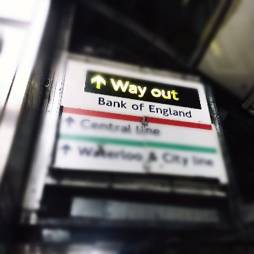 ↑ Way out
Bank of England
↑ Central line
↑ Waterloo & City line